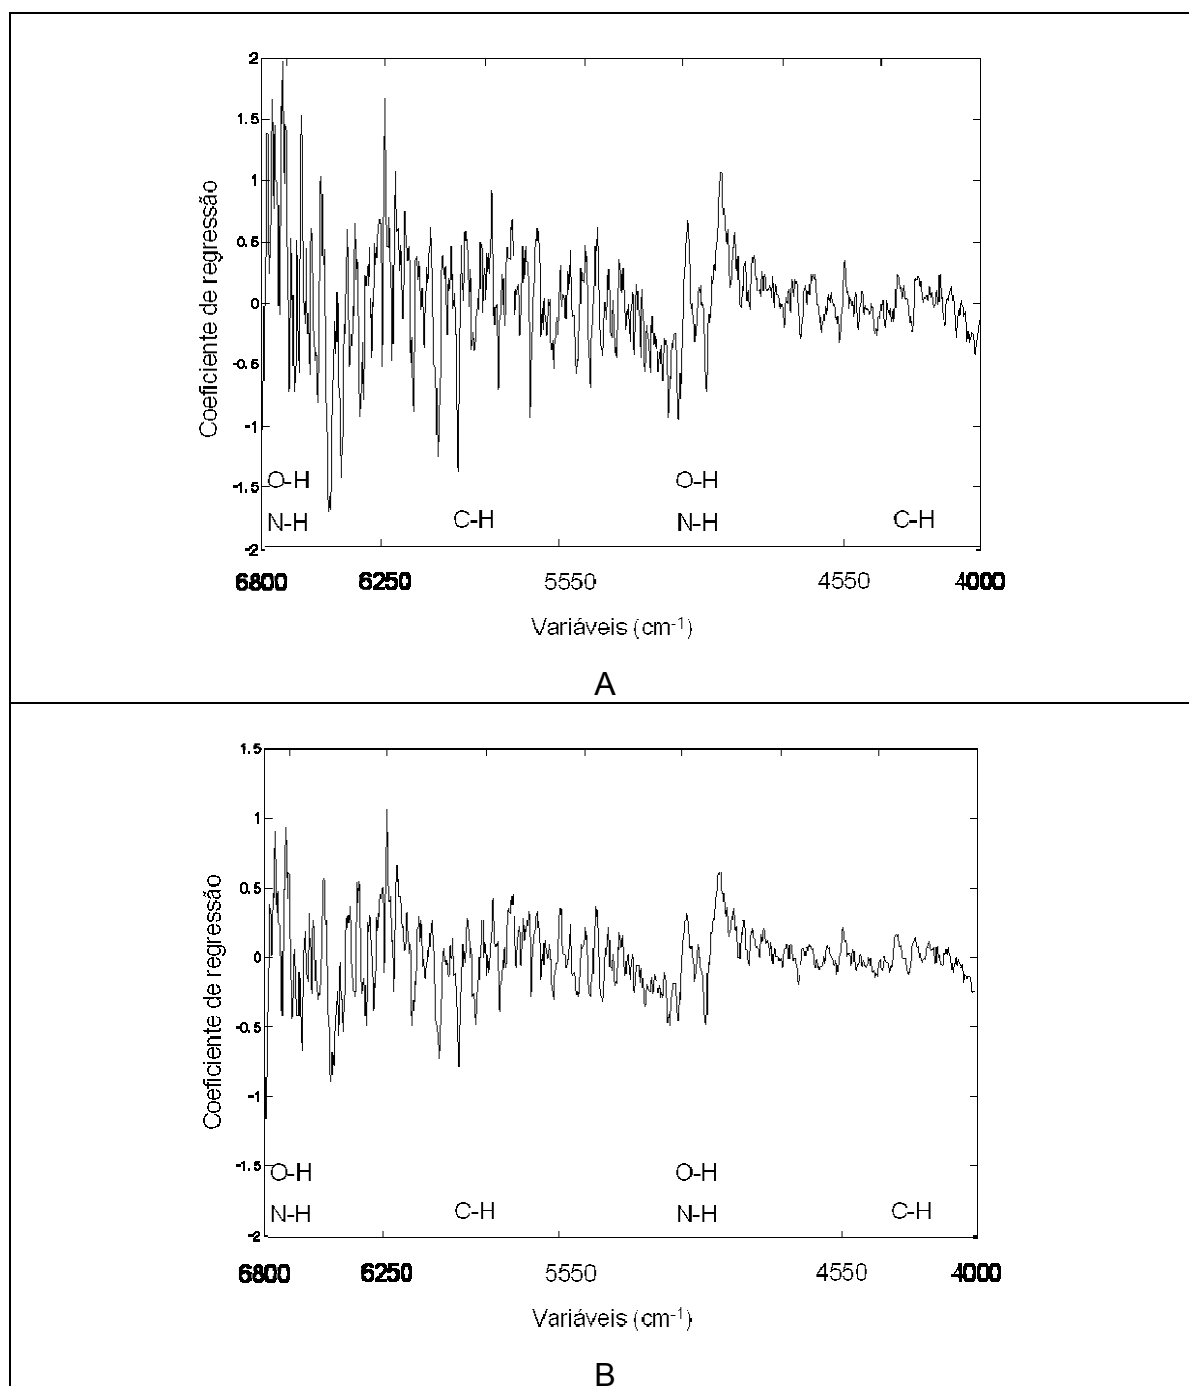 2
1.5
1
0.5
0
-0.5
-1
-1.5
-2
Coeficiente de regressão
O-H
O-H
N-H
C-H
N-H
C-H
6800
6250
5550
4550
4000
Variáveis (cm-1)
A
1.5
1
0.5
0
-0.5
-1
-1.5
-2
Coeficiente de regressão
O-H
O-H
N-H
C-H
N-H
C-H
6800
6250
5550
4550
4000
Variáveis (cm-1)
B